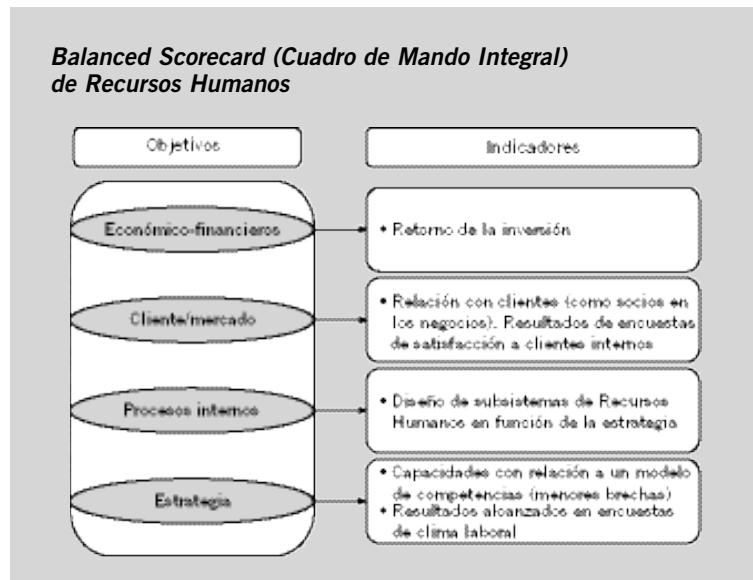 Balanced Scorecard (Cuadro de Mando Integral)
de Recursos Humanos
Objetivos
Indicadores
Económico-financieros
• Retorno de la inversión
Cliente/mercado
• Relación con clientes (como socios en
los negocios). Resultados de encuestas
de satisfacción a clientes internos
Procesos internos
• Diseño de subsistemas de Recursos
Humanos en función de la estrategia
Estrategia
• Capacidades con relación a un modelo
de competencias (menores brechas)
• Resultados alcanzados en encuestas
de clima laboral